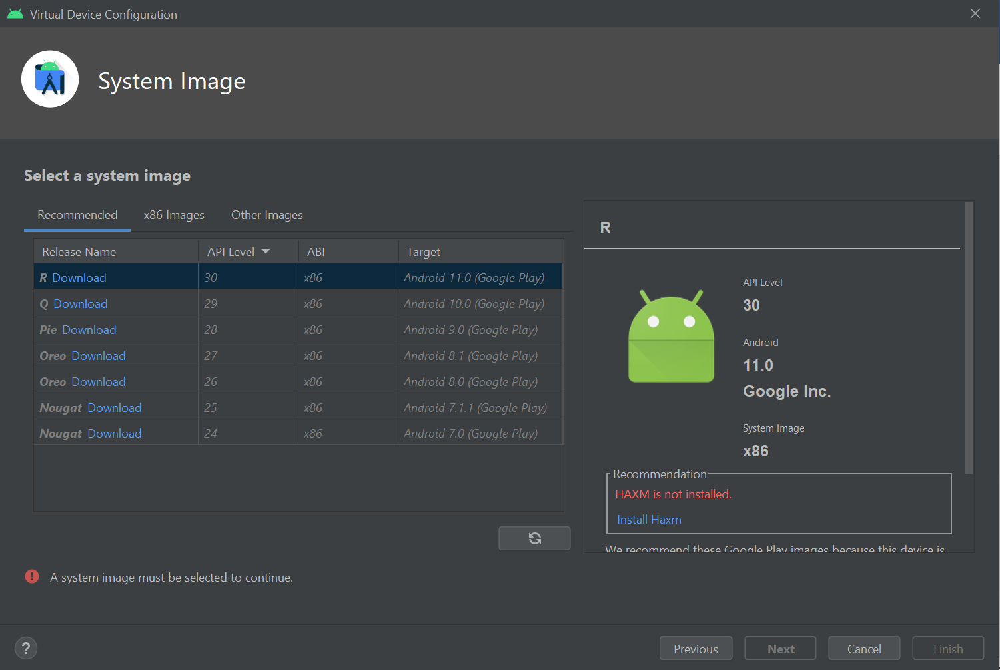 Virtual Device Configuration
System Image
Select a system image
Recommended x86 Images Other Images
Release Name API Level ABI Target
R Download 30 x86 Android 11.0 (Google Play)
Q Download 29 x86 Android 10.0 (Google Play)
Pie Download 28 x86 Android 9.0 (Google Play)
Oreo Download 27 x86 Android 8.1 (Google Play)
Oreo Download 26 x86 Android 8.0 (Google Play)
Nougat Download 25 x86 Android 7.1.1 (Google Play)
Nougat Download 24 x86 Android 7.0 (Google Play)
R
API Level
30
Android
11.0
Google Inc.
System Image
x86
Recommendation
HAXM is not installed.
Install Haxm
We recommend these Google Play images because this device is
A system image must be selected to continue.
? Previous Next Cancel Finish